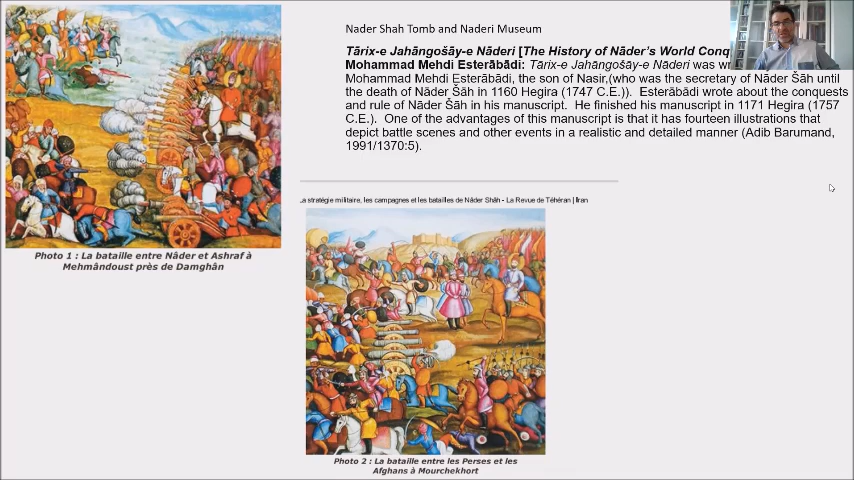 Nader Shah Tomb and Naderi Museum
Tārix-e Jahāngošāy-e Nāderi [The History of Nāder's World Conq
Mohammad Mehdi Esterābādi: Tārix-e Jahāngošāy-e Nāderi was wr
Mohammad Mehdi Esterābādi, the son of Nasir,(who was the secretary of Nāder Šāh until
the death of Nāder Šāh in 1160 Hegira (1747 C.E.)). Esterābādi wrote about the conquests
and rule of Nāder Šāh in his manuscript. He finished his manuscript in 1171 Hegira (1757
C.E.). One of the advantages of this manuscript is that it has fourteen illustrations that
depict battle scenes and other events in a realistic and detailed manner (Adib Barumand,
1991/1370:5).
La stratégie militaire, les campagnes et les batailles de Nâder Shâh - La Revue de Téhéran | Iran
Photo 1 : La bataille entre Nâder et Ashraf à
Mehmândoust près de Damghân
Photo 2 : La bataille entre les Perses et les
Afghans à Mourchekhort